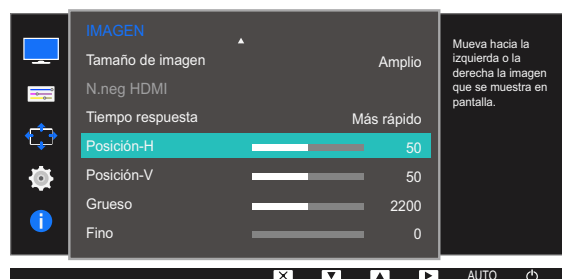 IMAGEN
Tamaño de imagen Amplio
N.neg HDMI
Tiempo respuesta Más rápido
Posición-H 50
Posición-V 50
Grueso 2200
Fino 0
Mueva hacia la
izquierda o la
derecha la imagen
que se muestra en
pantalla.
AUTO